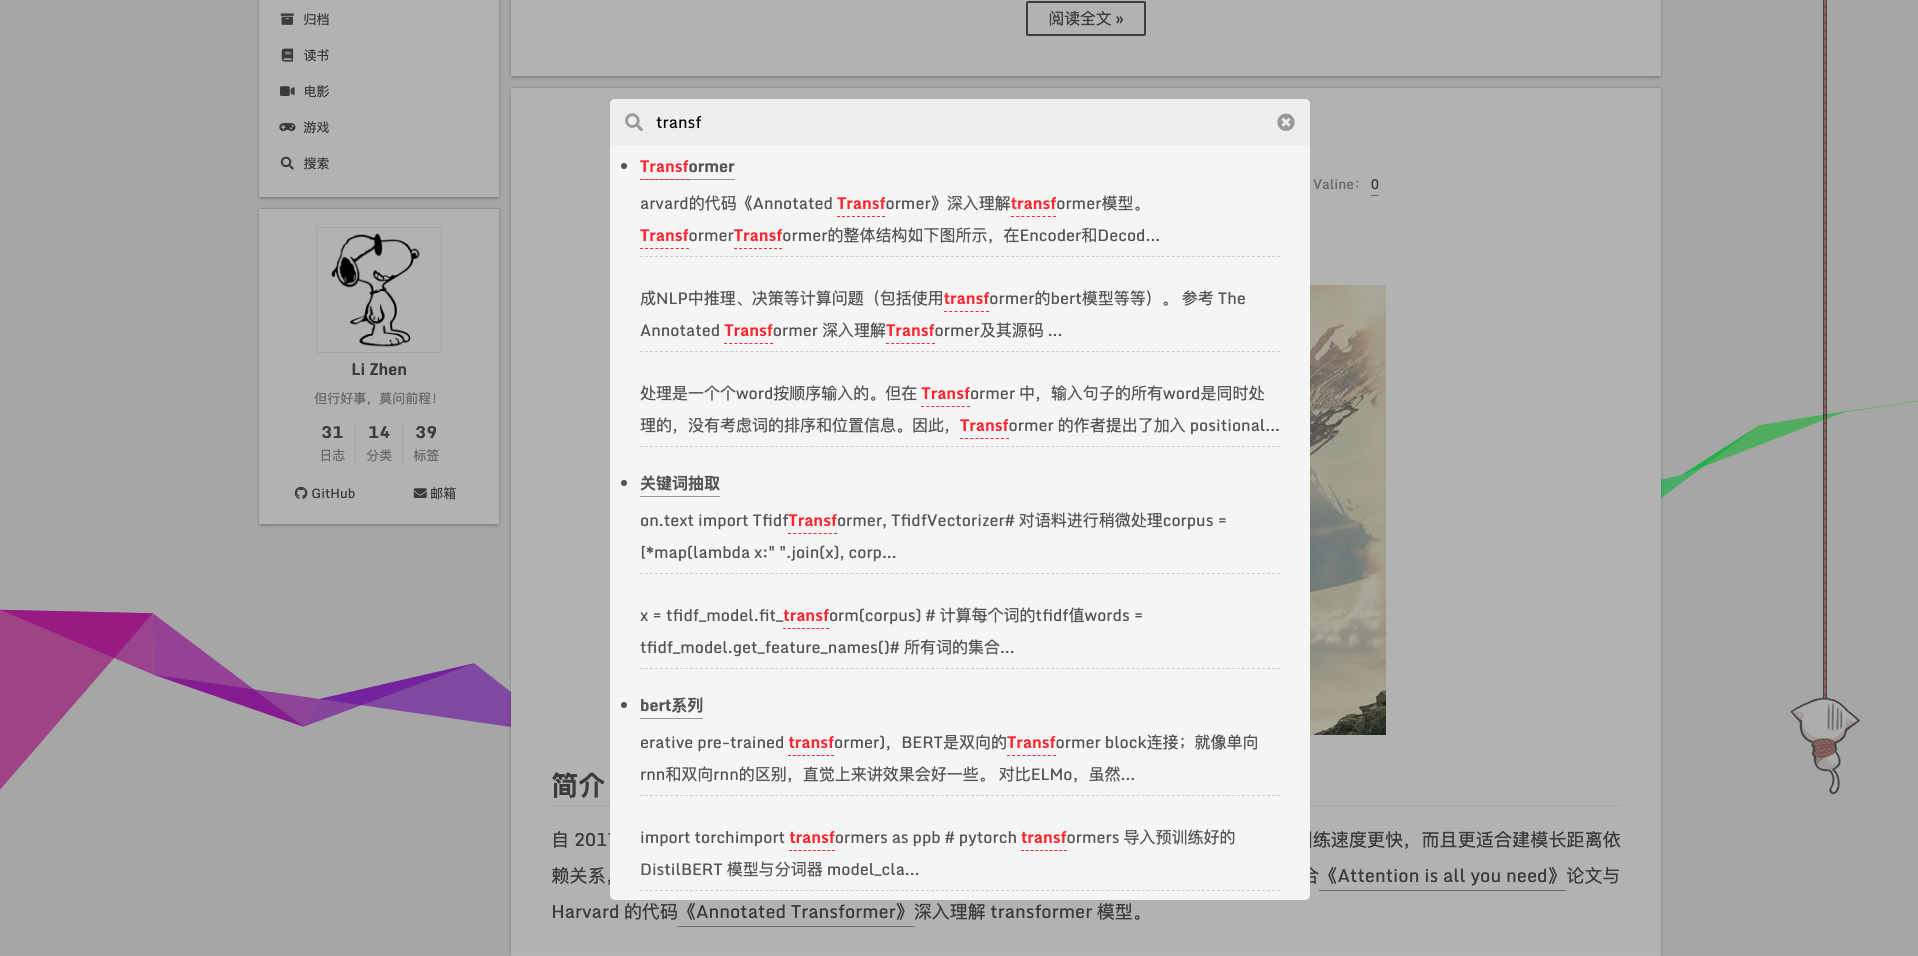 归档
读书
电影
游戏
搜索
Li Zhen
但行好事，莫问前程！
31 14 39
日志 分类 标签
GitHub 邮箱
阅读全文 »
Valine： 0
transf
Transformer
arvard的代码《Annotated Transformer》深入理解transformer模型。
TransformerTransformer的整体结构如下图所示，在Encoder和Decod...
成NLP中推理、决策等计算问题（包括使用transformer的bert模型等等）。 参考 The
Annotated Transformer 深入理解Transformer及其源码 ...
处理是一个个word按顺序输入的。但在 Transformer 中，输入句子的所有word是同时处
理的，没有考虑词的排序和位置信息。因此，Transformer 的作者提出了加入 positional...
关键词抽取
on.text import TfidfTransformer, TfidfVectorizer# 对语料进行稍微处理corpus =
[*map(lambda x:" ".join(x), corp...
x = tfidf_model.fit_transform(corpus) # 计算每个词的tfidf值words =
tfidf_model.get_feature_names()# 所有词的集合...
bert系列
erative pre-trained transformer)，BERT是双向的Transformer block连接；就像单向
rnn和双向rnn的区别，直觉上来讲效果会好一些。 对比ELMo，虽然...
import torchimport transformers as ppb # pytorch transformers 导入预训练好的
DistilBERT 模型与分词器 model_cla...
简介
自 201 练速度更快，而且更适合建模长距离依
赖关系， 《Attention is all you need》论文与
Harvard 的代码《Annotated Transformer》深入理解 transformer 模型。